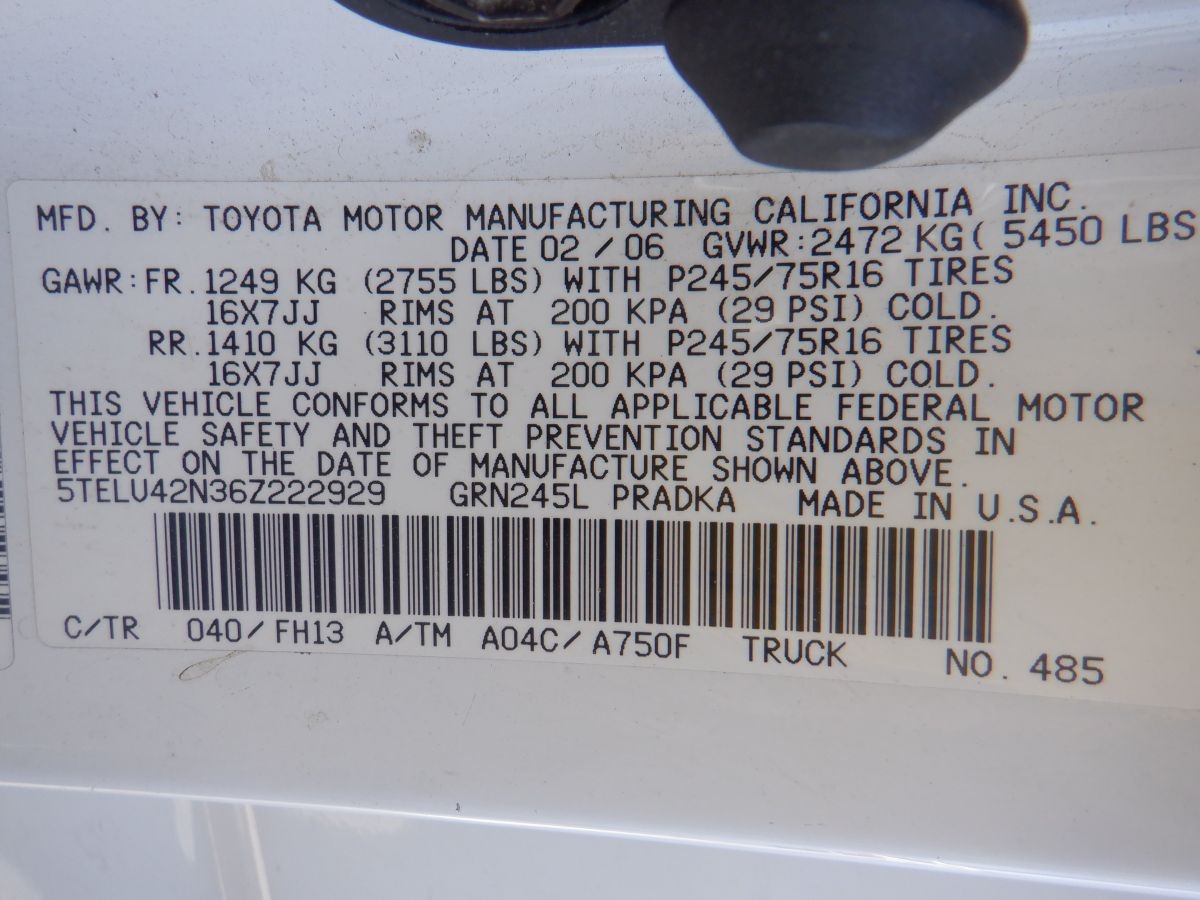 MFD. BY: TOYOTA MOTOR MANUFACTURING CALIFORNIA INC.
DATE 02 / 06 GVWR: 2472 KG ( 5450 LBS
GAWR: FR. 1249 KG (2755 LBS) WITH P245/75R16 TIRES
16X7JJ RIMS AT 200 KPA (29 PSI) COLD.
RR. 1410 KG (3110 LBS) WITH P245/75R16 TIRES
16X7JJ RIMS AT 200 KPA (29 PSI) COLD.
THIS VEHICLE CONFORMS TO ALL APPLICABLE FEDERAL MOTOR
VEHICLE SAFETY AND THEFT PREVENTION STANDARDS IN
EFFECT ON THE DATE OF MANUFACTURE SHOWN ABOVE.
5TELU42N36Z222929 GRN245L PRADKA MADE IN U.S.A.
C/TR 040/ FH13 A/TM A04C/ A750F TRUCK NO. 485